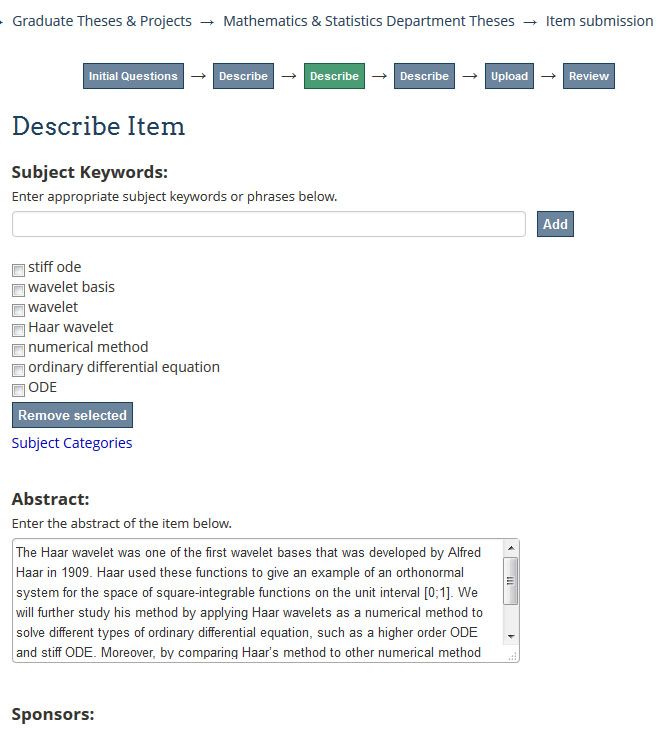 → Graduate Theses & Projects → Mathematics & Statistics Department Theses → Item submission
Initial Questions → Describe → Describe → Describe → Upload → Review
Describe Item
Subject Keywords:
Enter appropriate subject keywords or phrases below.
Add
stiff ode
wavelet basis
wavelet
Haar wavelet
numerical method
ordinary differential equation
ODE
Remove selected
Subject Categories
Abstract:
Enter the abstract of the item below.
The Haar wavelet was one of the first wavelet bases that was developed by Alfred
Haar in 1909. Haar used these functions to give an example of an orthonormal
system for the space of square-integrable functions on the unit interval [0;1]. We
will further study his method by applying Haar wavelets as a numerical method to
solve different types of ordinary differential equation, such as a higher order ODE
and stiff ODE. Moreover, by comparing Haar's method to other numerical method
Sponsors: